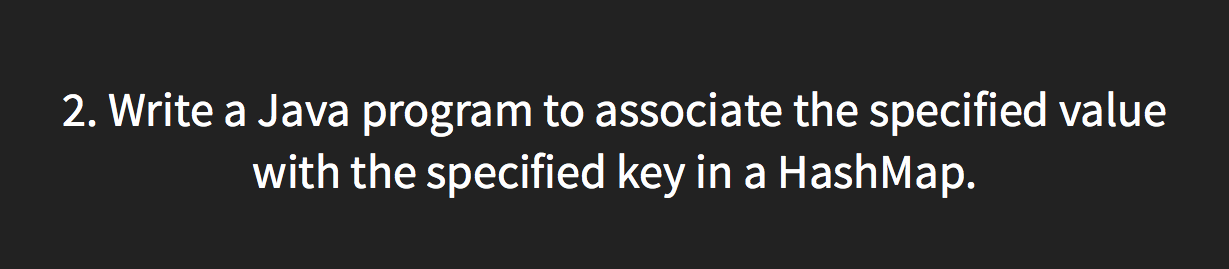 2. Write a Java program to associate the specified value
with the specified key in a HashMap.